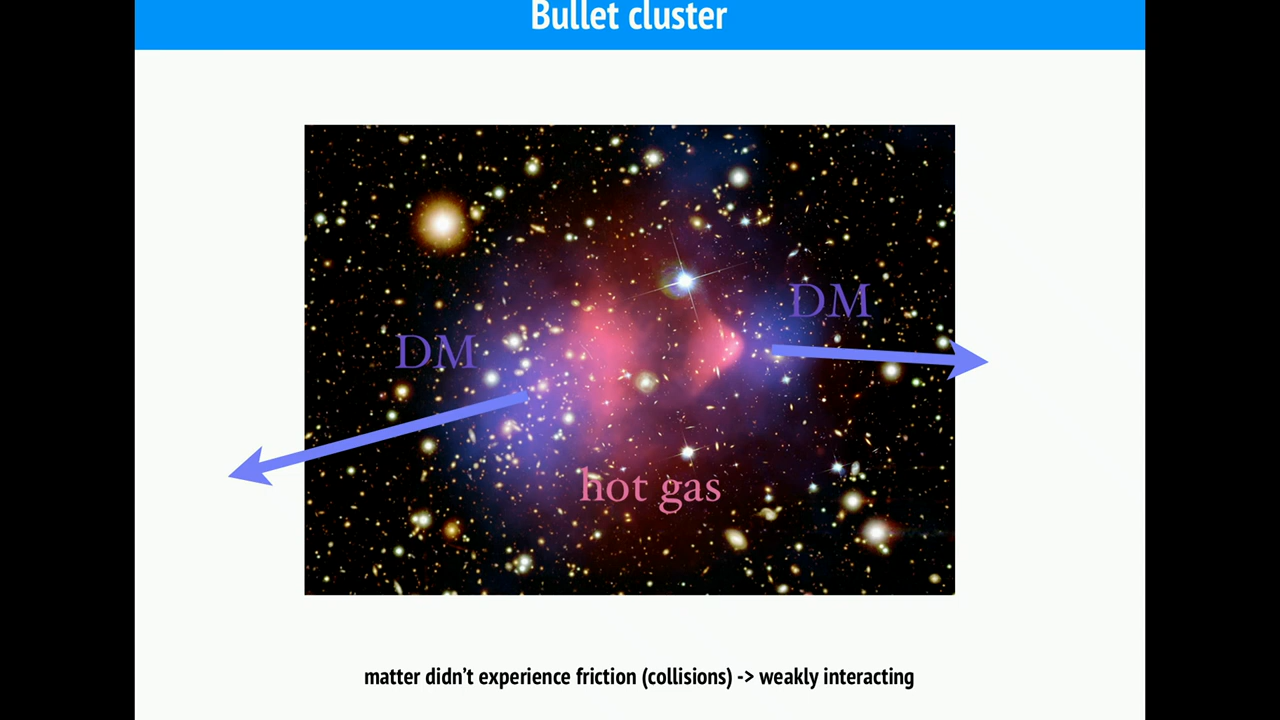 Bullet cluster
DM
DM
hot gas
matter didn't experience friction (collisions) -> weakly interacting